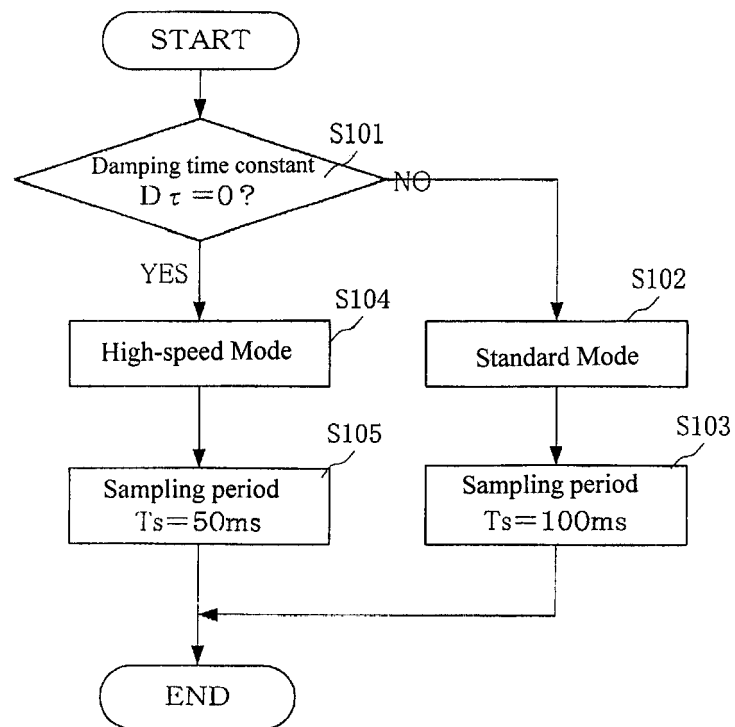 START
S101
Damping time constant
D τ =0?
NO
YES
S104
High-speed Mode
S102
Standard Mode
S105
Sampling period
Ts=50ms
S103
Sampling period
Ts=100ms
END